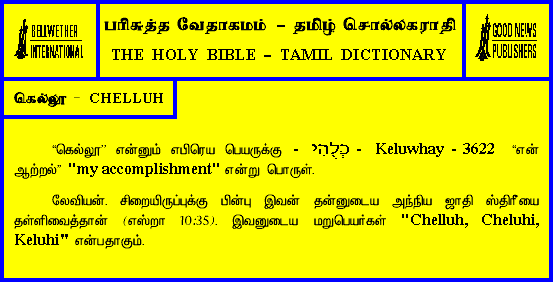 BELLWETHER
INTERNATIONAL
பரிசுத்த வேதாகமம் – தமிழ் சொல்லகராதி
THE HOLY BIBLE – TAMIL DICTIONARY
GOOD NEWS
PUBLISHERS
கெல்லூ - CHELLUH
“கெல்லூ” என்னும் எபிரெய பெயருக்கு - כְּלֻהִי - Keluwhay - 3622 “என்
ஆற்றல்” "my accomplishment" என்று பொருள்.
லேவியன். சிறையிருப்புக்கு பின்பு இவன் தன்னுடைய அந்நிய ஜாதி ஸ்திரீயை
தள்ளிவைத்தான் (எஸ்றா 10:35). இவனுடைய மறுபெயர்கள் "Chelluh, Cheluhi,
Keluhi" என்பதாகும்.